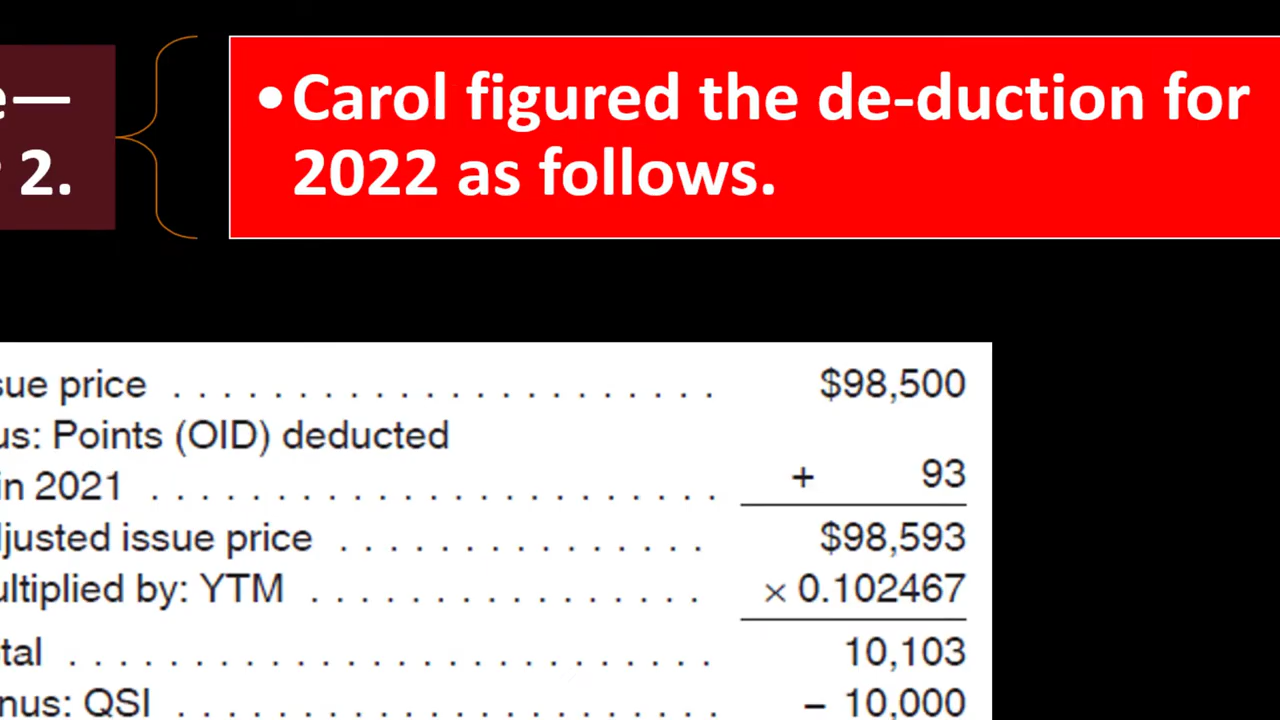 e—
2.
•Carol figured the de-duction for
2022 as follows.
sue price . . . . . . . . . . . . . . . . . . . . . . $98,500
us: Points (OID) deducted
in 2021 . . . . . . . . . . . . . . . . . . . . . . . + 93
djusted issue price . . . . . . . . . . . . . . . $98,593
ultiplied by: YTM . . . . . . . . . . . . . . . . × 0.102467
tal . . . . . . . . . . . . . . . . . . . . . . . . . . 10,103
nus: QSI . . . . . . . . . . . . . . . . . . . . . . − 10,000